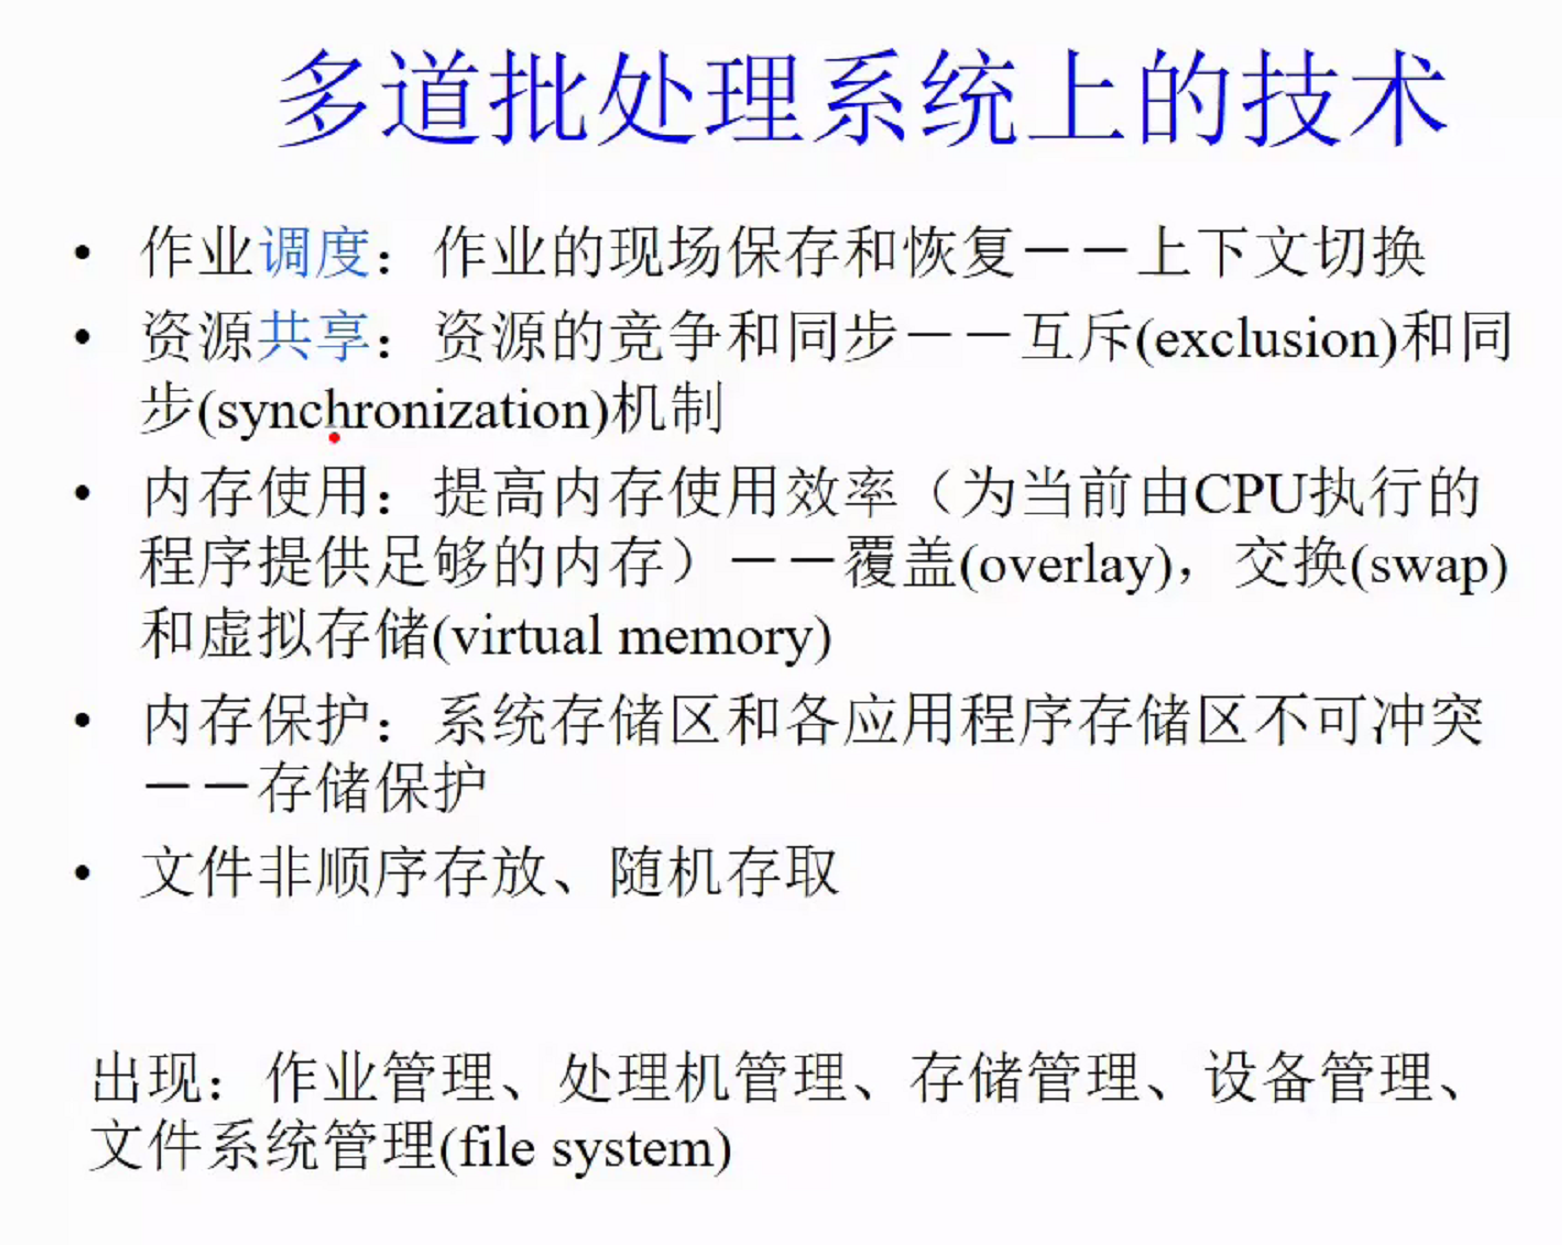 多道批处理系统上的技术
• 作业调度：作业的现场保存和恢复－－上下文切换
• 资源共享：资源的竞争和同步－－互斥(exclusion)和同
步(synchronization)机制
• 内存使用：提高内存使用效率（为当前由CPU执行的
程序提供足够的内存）－－覆盖(overlay)，交换(swap)
和虚拟存储(virtual memory)
• 内存保护：系统存储区和各应用程序存储区不可冲突
－－存储保护
• 文件非顺序存放、随机存取
出现：作业管理、处理机管理、存储管理、设备管理、
文件系统管理(file system)